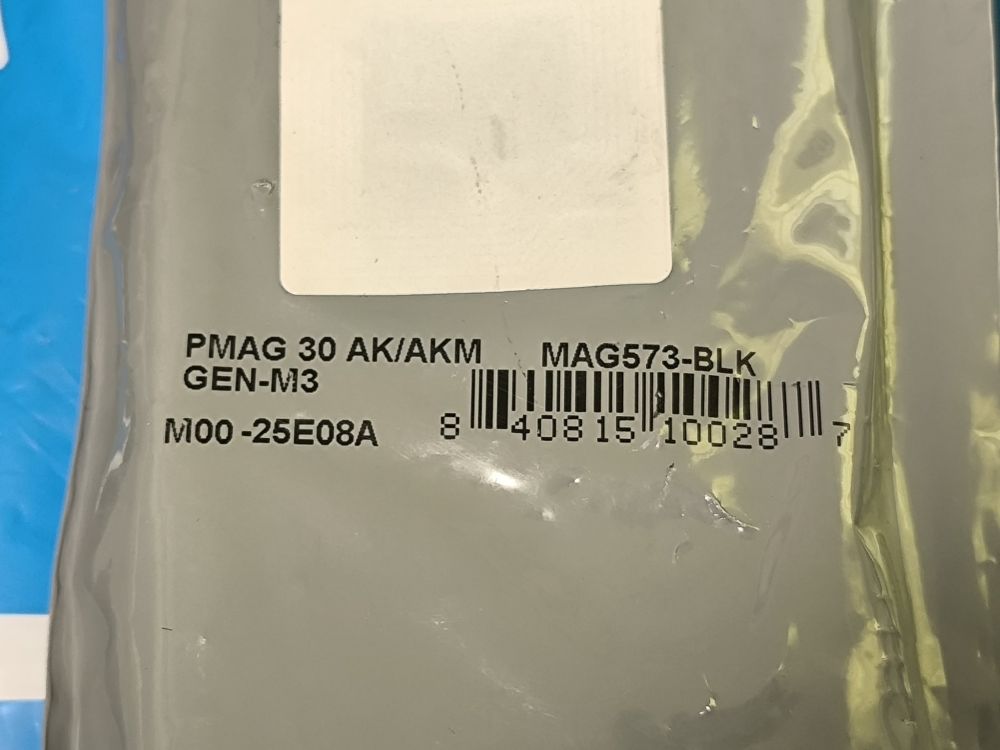 PMAG 30 AK/AKM MAG573-BLK
GEN-M3
M00 -25E08A
8 40815 10028 7